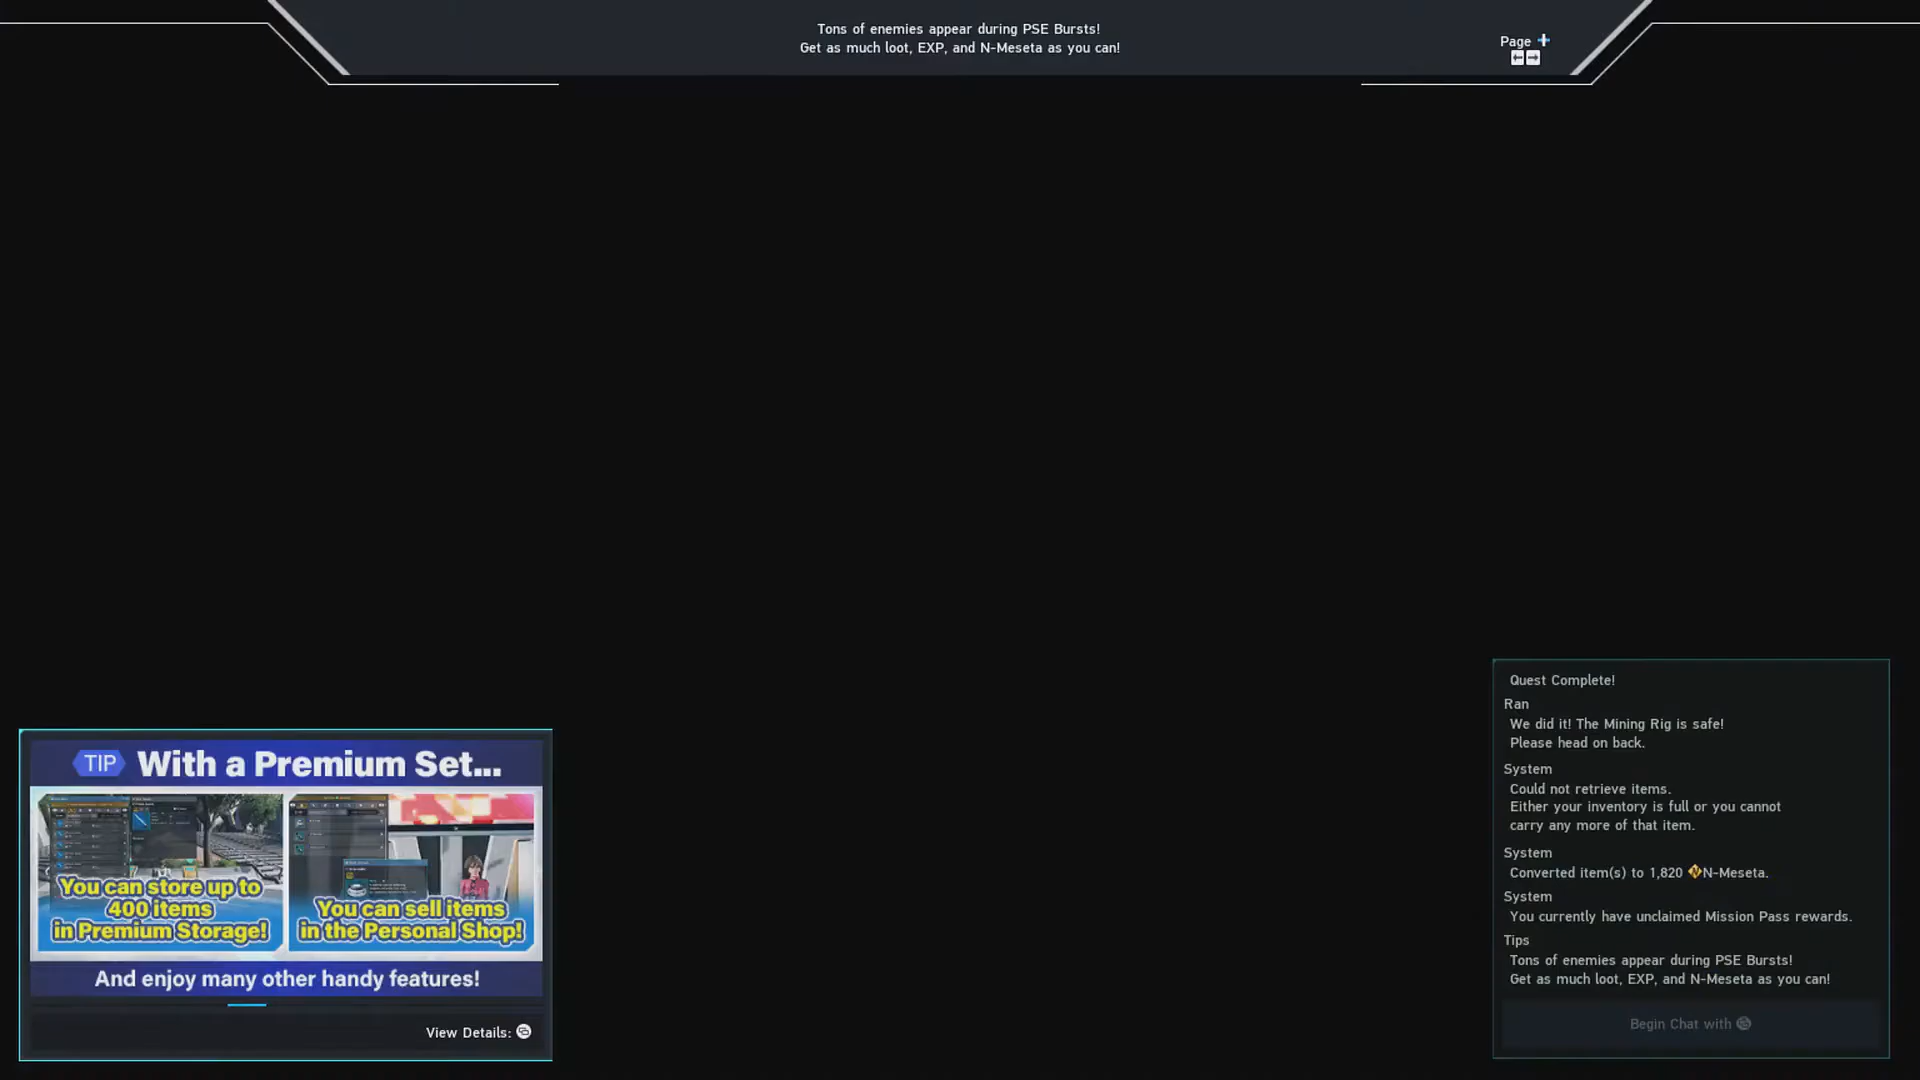 Tons of enemies appear during PSE Bursts!
Get as much loot, EXP, and N-Meseta as you can!
Page
Quest Complete!
Ran
We did it! The Mining Rig is safe!
Please head on back.
System
Could not retrieve items.
Either your inventory is full or you cannot
carry any more of that item.
System
Converted item(s) to 1,820 N-Meseta.
System
You currently have unclaimed Mission Pass rewards.
Tips
Tons of enemies appear during PSE Bursts!
Get as much loot, EXP, and N-Meseta as you can!
Begin Chat with
TIP With a Premium Set...
You can store up to
400 items
in Premium Storage!
You can sell items
in the Personal Shop!
And enjoy many other handy features!
View Details: